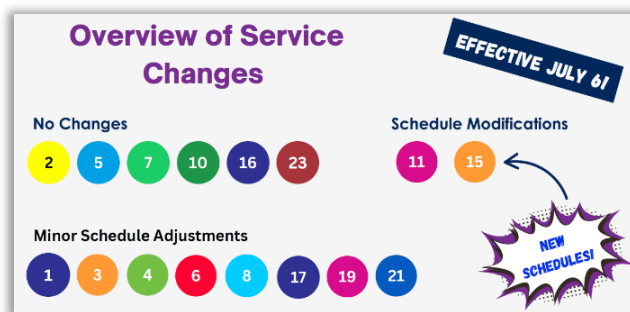 Overview of Service
Changes
EFFECTIVE JULY 6!
No Changes
2 5 7 10 16 23
Schedule Modifications
11 15
Minor Schedule Adjustments
1 3 4 6 8 17 19 21
NEW
SCHEDULES!